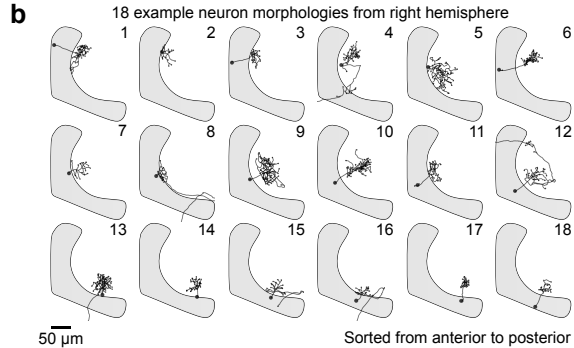 b
18 example neuron morphologies from right hemisphere
1 2 3 4 5 6
7 8 9 10 11 12
13 14 15 16 17 18
50 µm
Sorted from anterior to posterior